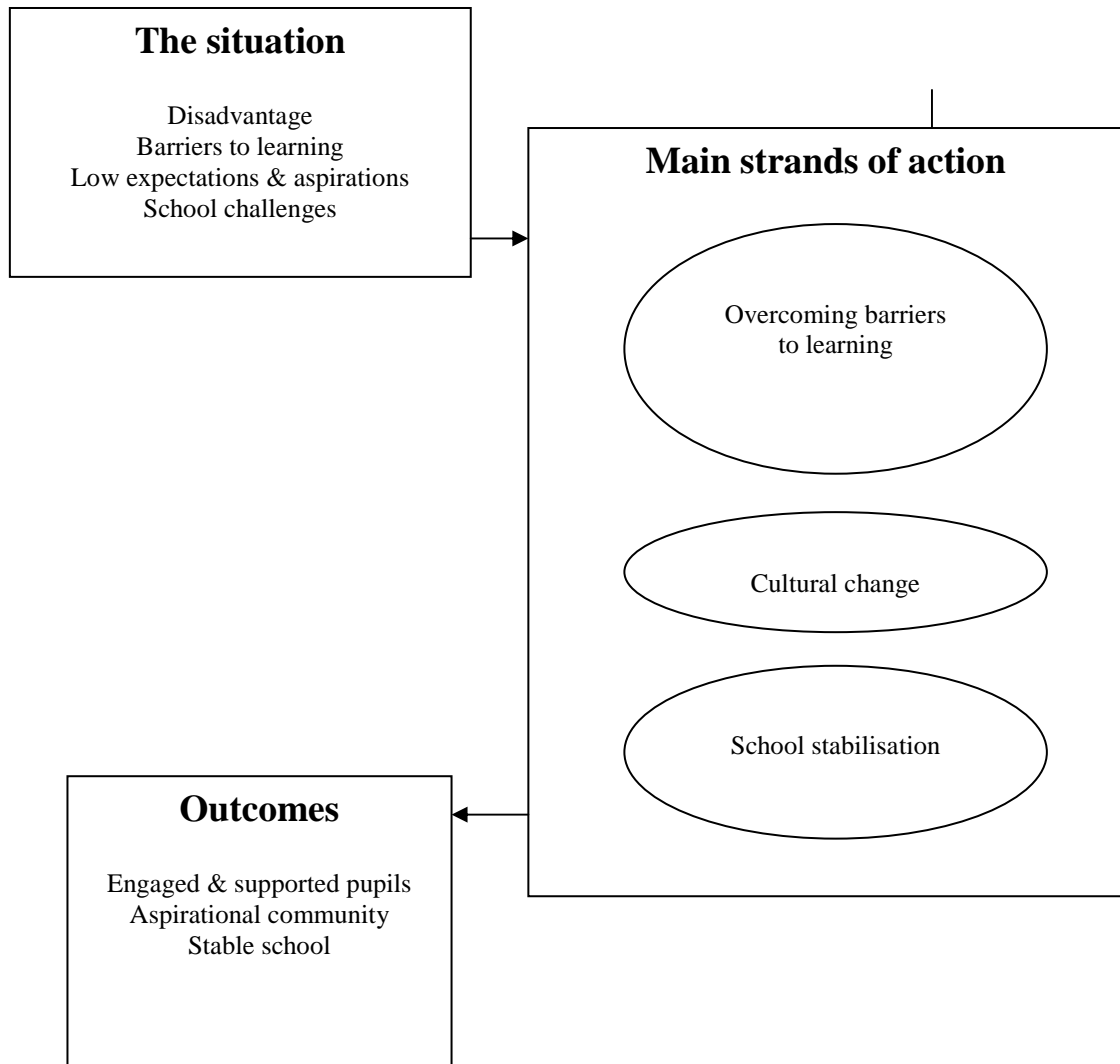 The situation
Disadvantage
Barriers to learning
Low expectations & aspirations
School challenges
Main strands of action
Overcoming barriers
to learning
Cultural change
School stabilisation
Outcomes
Engaged & supported pupils
Aspirational community
Stable school